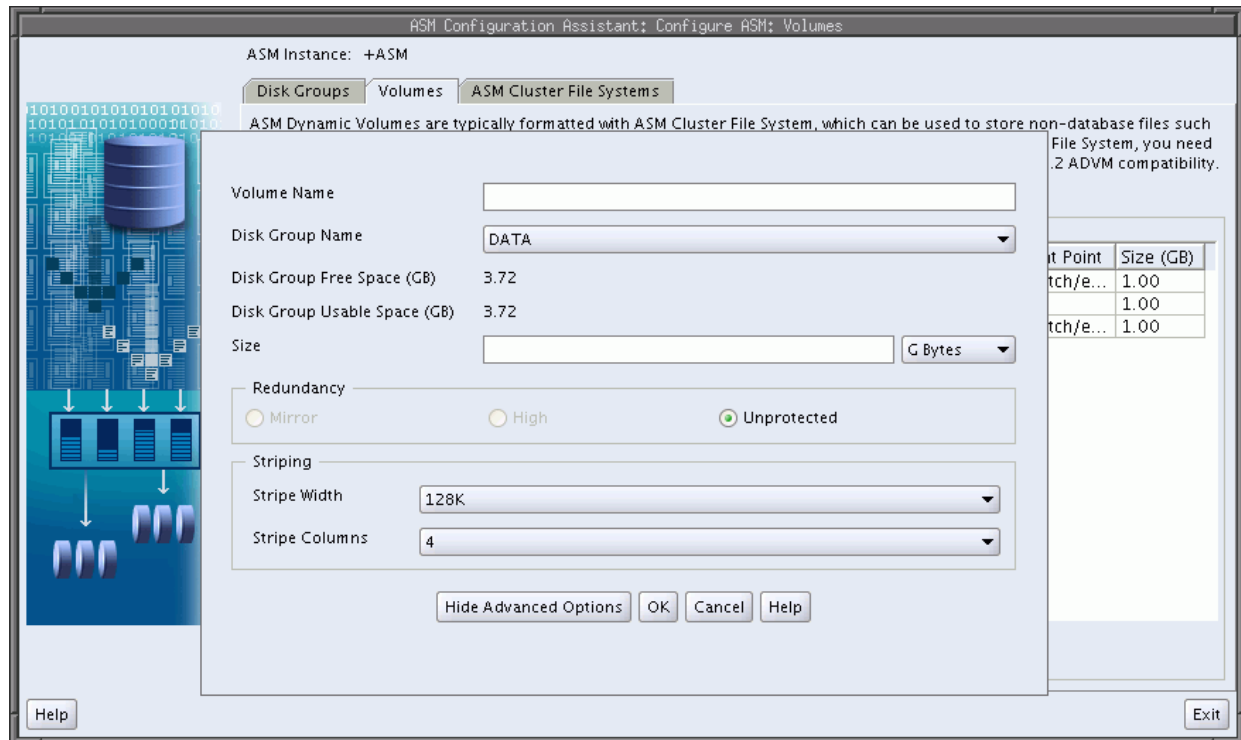 ASM Configuration Assistant: Configure ASM: Volumes
ASM Instance: +ASM
Disk Groups Volumes ASM Cluster File Systems
ASM Dynamic Volumes are typically formatted with ASM Cluster File System, which can be used to store non-database files such
File System, you need
.2 ADVM compatibility.
Volume Name
Disk Group Name DATA
Disk Group Free Space (GB) 3.72
Disk Group Usable Space (GB) 3.72
Size G Bytes
Redundancy
Mirror High Unprotected
Striping
Stripe Width 128K
Stripe Columns 4
Hide Advanced Options OK Cancel Help
nt Point Size (GB)
tch/e... 1.00
1.00
tch/e... 1.00
Help Exit